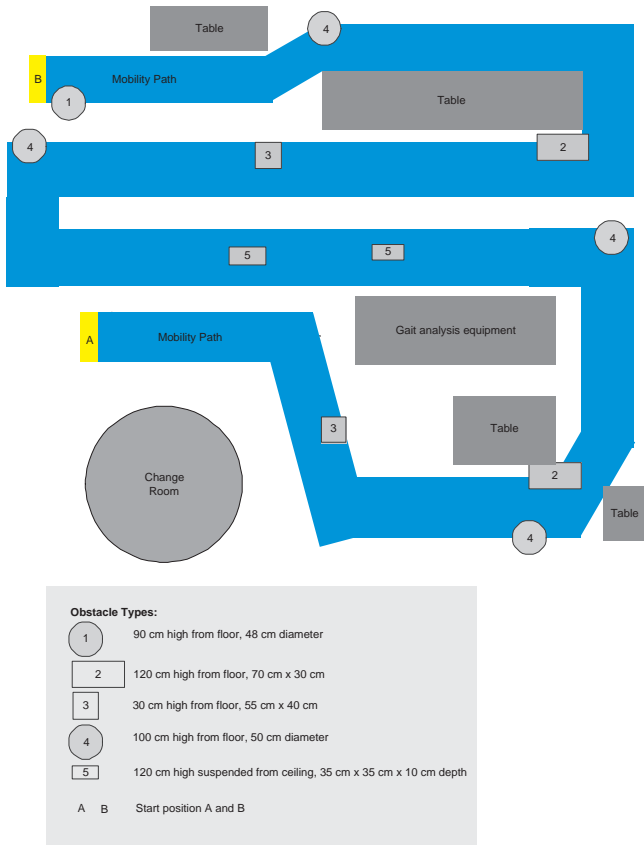 Table
4
B
Mobility Path
1
Table
4
3
2
4
5
5
Gait analysis equipment
A
Mobility Path
3
Table
Change
Room
2
Table
4
Obstacle Types:
1 90 cm high from floor, 48 cm diameter
2 120 cm high from floor, 70 cm x 30 cm
3 30 cm high from floor, 55 cm x 40 cm
4 100 cm high from floor, 50 cm diameter
5 120 cm high suspended from ceiling, 35 cm x 35 cm x 10 cm depth
A B Start position A and B